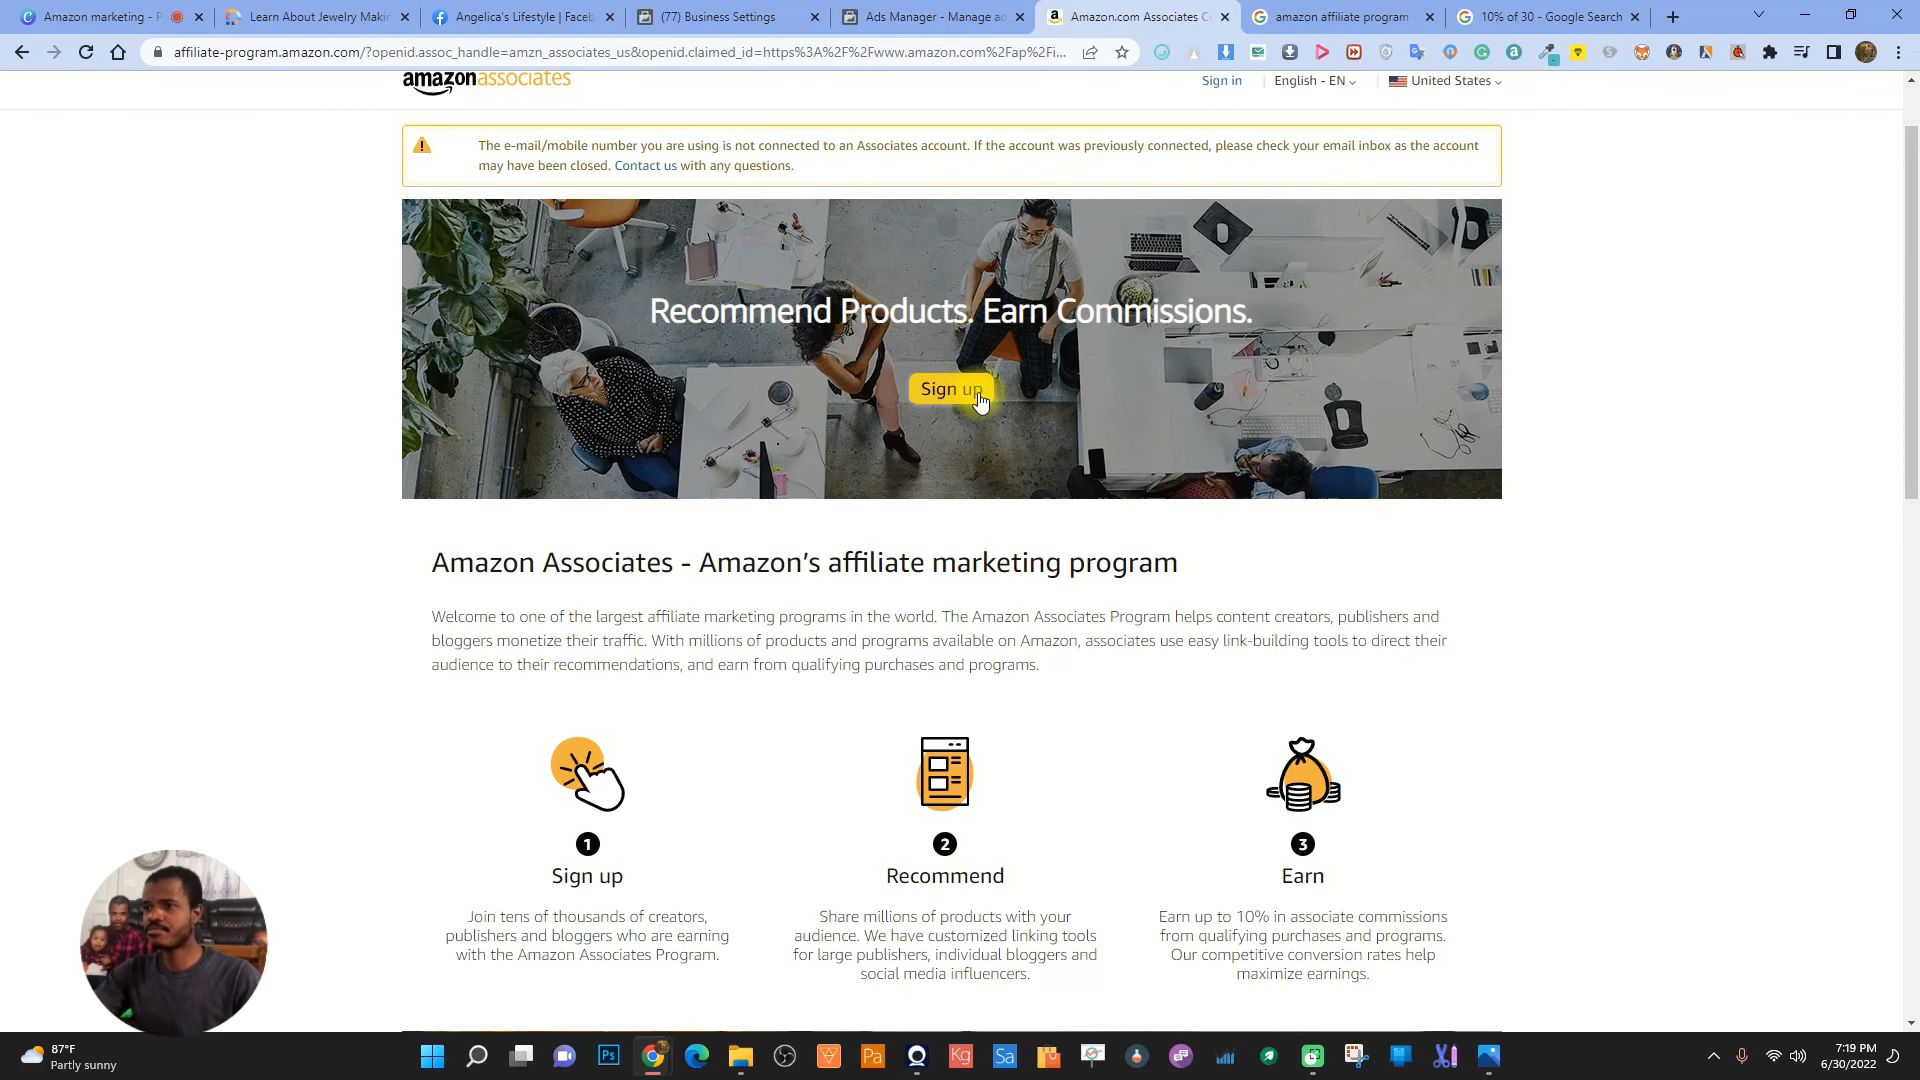 Amazon marketing - P
Learn About Jewelry Makin
Angelica's Lifestyle | Faceb
(77) Business Settings
Ads Manager - Manage ad
Amazon.com Associates C
amazon affiliate program
10% of 30 - Google Search
affiliate-program.amazon.com/?openid.assoc_handle=amzn_associates_us&openid.claimed_id=https%3A%2F%2Fwww.amazon.com%2Fap%2Fi...
amazonassociates
Sign in
English - EN
United States
The e-mail/mobile number you are using is not connected to an Associates account. If the account was previously connected, please check your email inbox as the account
may have been closed. Contact us with any questions.
Recommend Products. Earn Commissions.
Sign up
Amazon Associates - Amazon's affiliate marketing program
Welcome to one of the largest affiliate marketing programs in the world. The Amazon Associates Program helps content creators, publishers and
bloggers monetize their traffic. With millions of products and programs available on Amazon, associates use easy link-building tools to direct their
audience to their recommendations, and earn from qualifying purchases and programs.
1
Sign up
Join tens of thousands of creators,
publishers and bloggers who are earning
with the Amazon Associates Program.
2
Recommend
Share millions of products with your
audience. We have customized linking tools
for large publishers, individual bloggers and
social media influencers.
3
Earn
Earn up to 10% in associate commissions
from qualifying purchases and programs.
Our competitive conversion rates help
maximize earnings.
87°F
Partly sunny
Ps
Pa
Kg
Sa
7:19 PM
6/30/2022